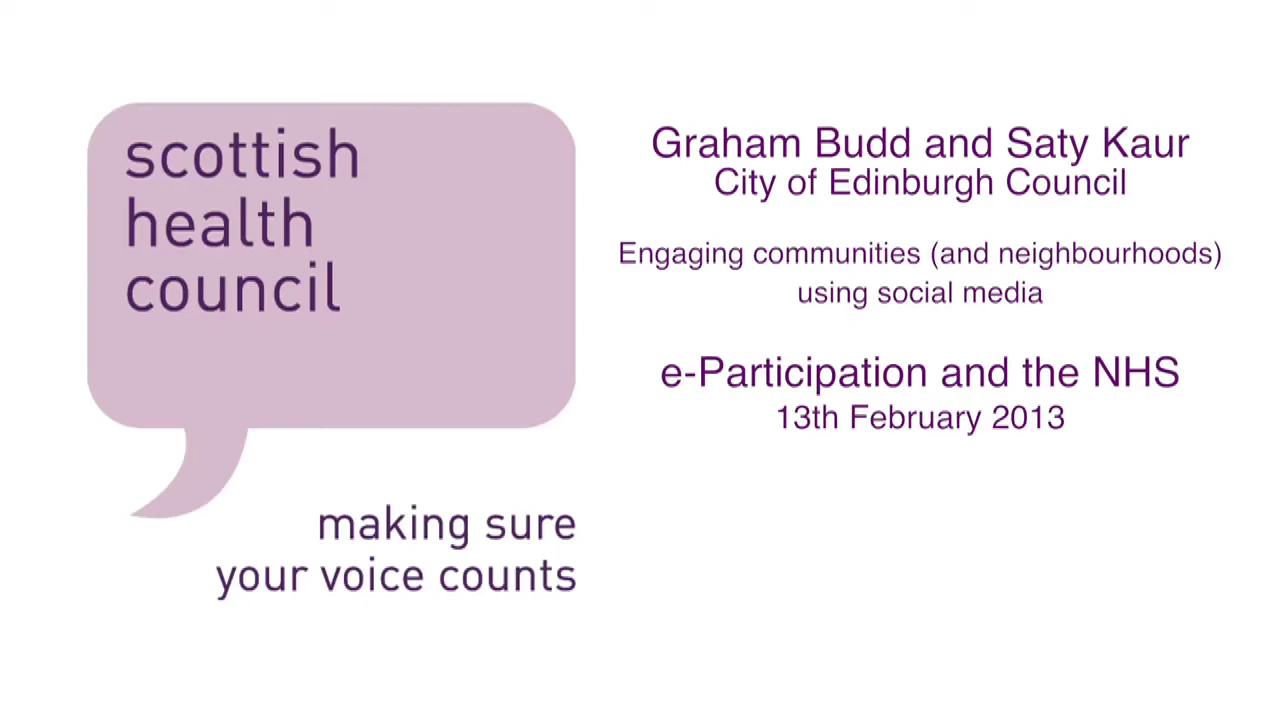 scottish
health
council
making sure
your voice counts
Graham Budd and Saty Kaur
City of Edinburgh Council
Engaging communities (and neighbourhoods)
using social media
e-Participation and the NHS
13th February 2013